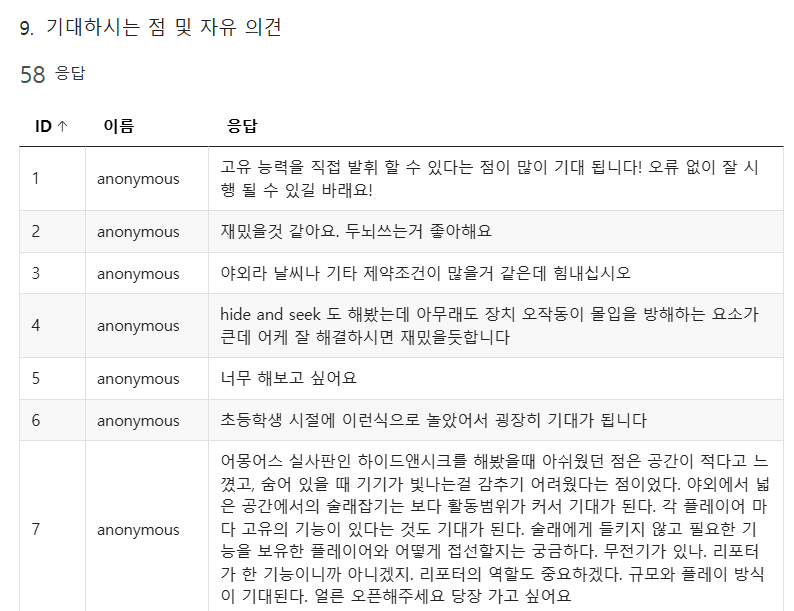 9. 기대하시는 점 및 자유 의견
58 응답
ID ↑ 이름 응답
1 anonymous 고유 능력을 직접 발휘 할 수 있다는 점이 많이 기대 됩니다! 오류 없이 잘 시
행 될 수 있길 바래요!
2 anonymous 재밌을것 같아요. 두뇌쓰는거 좋아해요
3 anonymous 야외라 날씨나 기타 제약조건이 많을거 같은데 힘내십시오
4 anonymous hide and seek 도 해봤는데 아무래도 장치 오작동이 몰입을 방해하는 요소가
큰데 어케 잘 해결하시면 재밌을듯합니다
5 anonymous 너무 해보고 싶어요
6 anonymous 초등학생 시절에 이런식으로 놀았어서 굉장히 기대가 됩니다
7 anonymous 어몽어스 실사판인 하이드앤시크를 해봤을때 아쉬웠던 점은 공간이 적다고 느
꼈고, 숨어 있을 때 기기가 빛나는걸 감추기 어려웠다는 점이었다. 야외에서 넓
은 공간에서의 술래잡기는 보다 활동범위가 커서 기대가 된다. 각 플레이어 마
다 고유의 기능이 있다는 것도 기대가 된다. 술래에게 들키지 않고 필요한 기
능을 보유한 플레이어와 어떻게 접선할지는 궁금하다. 무전기가 있나. 리포터
가 한 기능이니까 아니겠지. 리포터의 역할도 중요하겠다. 규모와 플레이 방식
이 기대된다. 얼른 오픈해주세요 당장 가고 싶어요